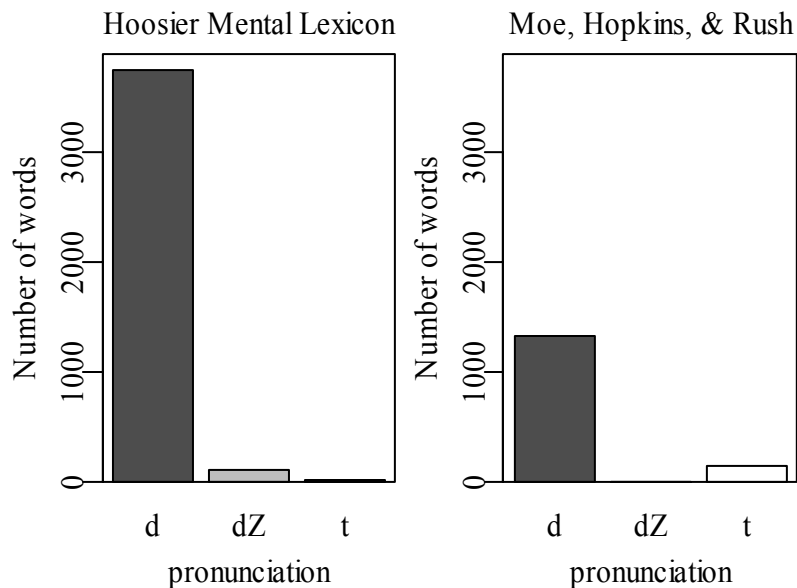 Hoosier Mental Lexicon
Number of words
3000
2000
1000
0
d dZ t
pronunciation
Moe, Hopkins, & Rush
Number of words
3000
2000
1000
0
d dZ t
pronunciation